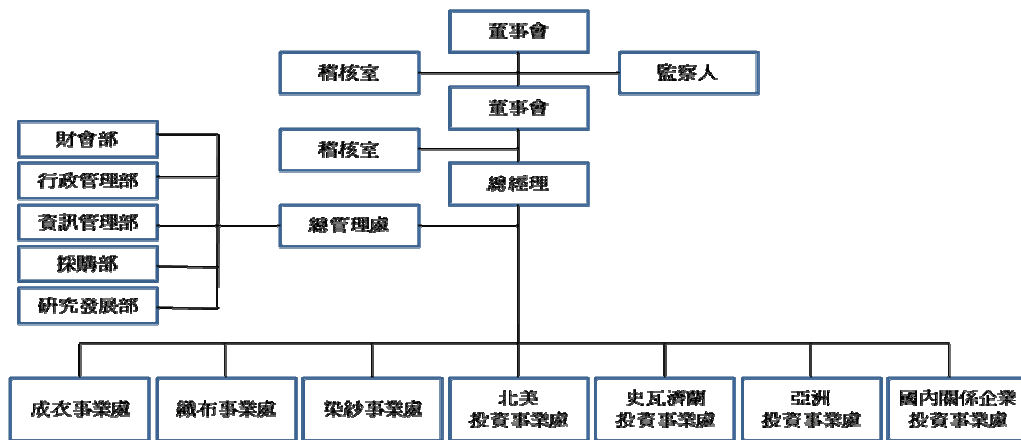 董事會
稽核室
監察人
董事會
稽核室
總經理
總管理處
財會部
行政管理部
資訊管理部
採購部
研究發展部
成衣事業處
織布事業處
染紗事業處
北美
投資事業處
史瓦濟蘭
投資事業處
亞洲
投資事業處
國內關係企業
投資事業處